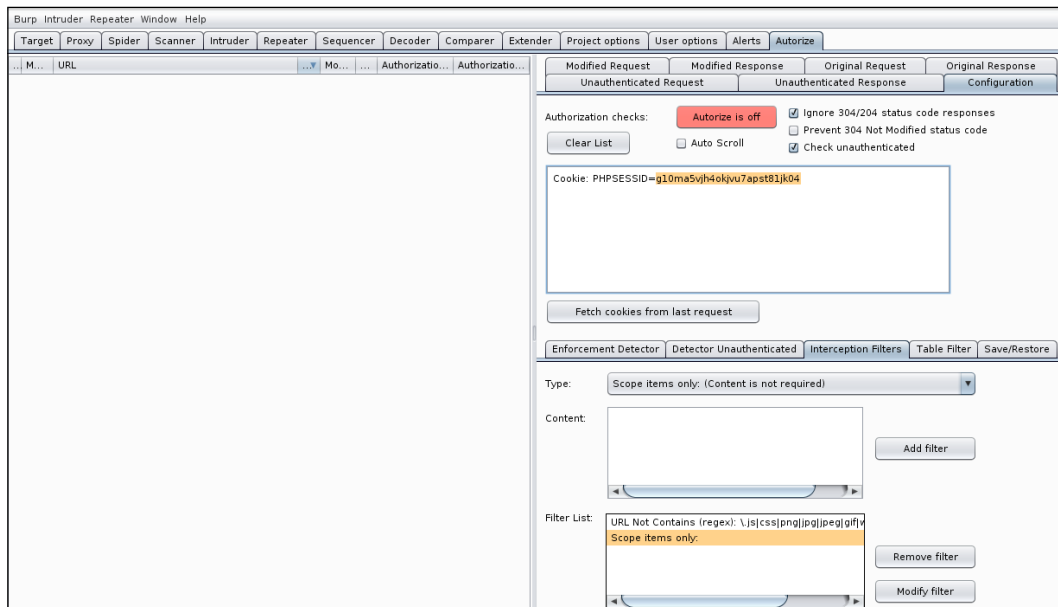 Burp Intruder Repeater Window Help
Target Proxy Spider Scanner Intruder Repeater Sequencer Decoder Comparer Extender Project options User options Alerts Autorize
... M... URL ... Mo... ... Authorizatio... Authorizatio...
Modified Request Modified Response Original Request Original Response
Unauthenticated Request Unauthenticated Response Configuration
Authorization checks: Autorize is off Ignore 304/204 status code responses
Prevent 304 Not Modified status code
Clear List Auto Scroll Check unauthenticated
Cookie: PHPSESSID=g10ma5vjh4okjvu7apst81jk04
Fetch cookies from last request
Enforcement Detector Detector Unauthenticated Interception Filters Table Filter Save/Restore
Type: Scope items only: (Content is not required)
Content:
Add filter
Filter List: URL Not Contains (regex): \.js|css|png|jpg|jpeg|gif|w
Scope items only:
Remove filter
Modify filter